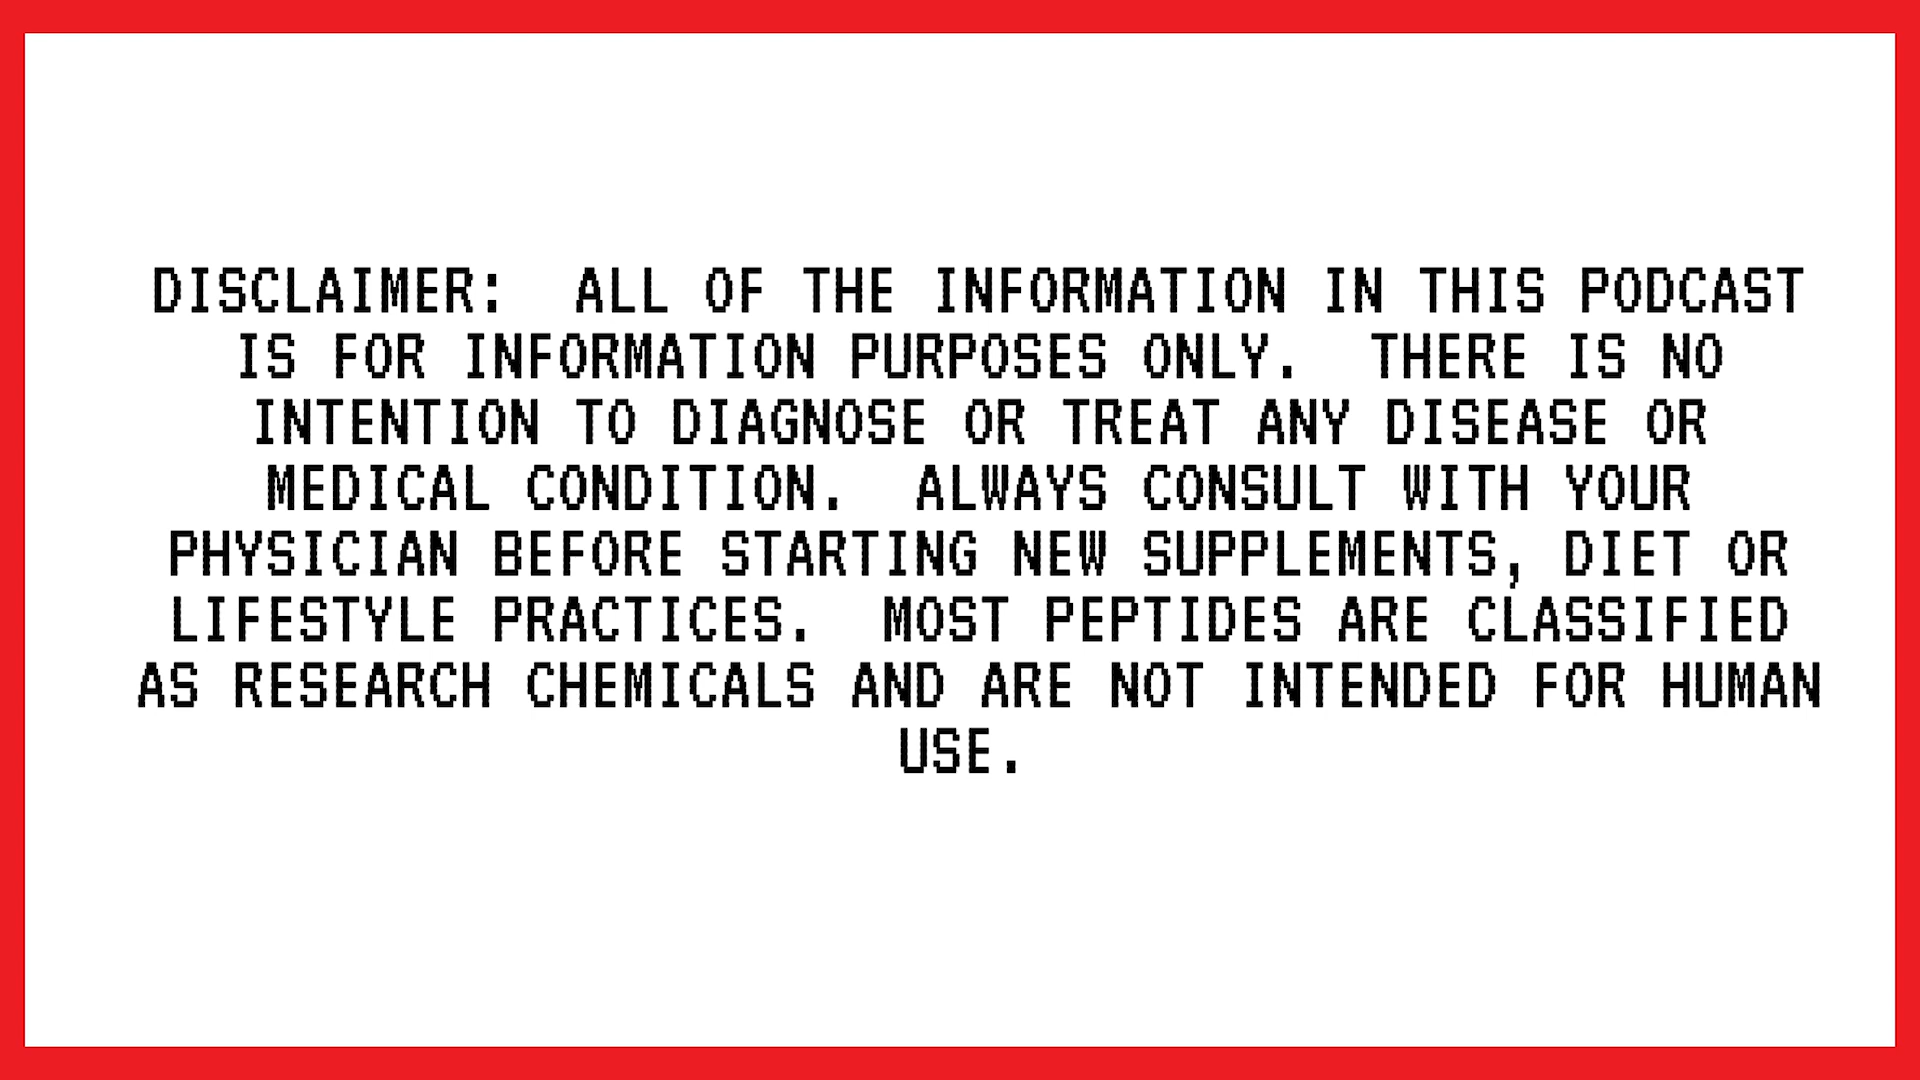 DISCLAIMER:  ALL OF THE INFORMATION IN THIS PODCAST
IS FOR INFORMATION PURPOSES ONLY.  THERE IS NO
INTENTION TO DIAGNOSE OR TREAT ANY DISEASE OR
MEDICAL CONDITION.  ALWAYS CONSULT WITH YOUR
PHYSICIAN BEFORE STARTING NEW SUPPLEMENTS, DIET OR
LIFESTYLE PRACTICES.  MOST PEPTIDES ARE CLASSIFIED
AS RESEARCH CHEMICALS AND ARE NOT INTENDED FOR HUMAN
USE.